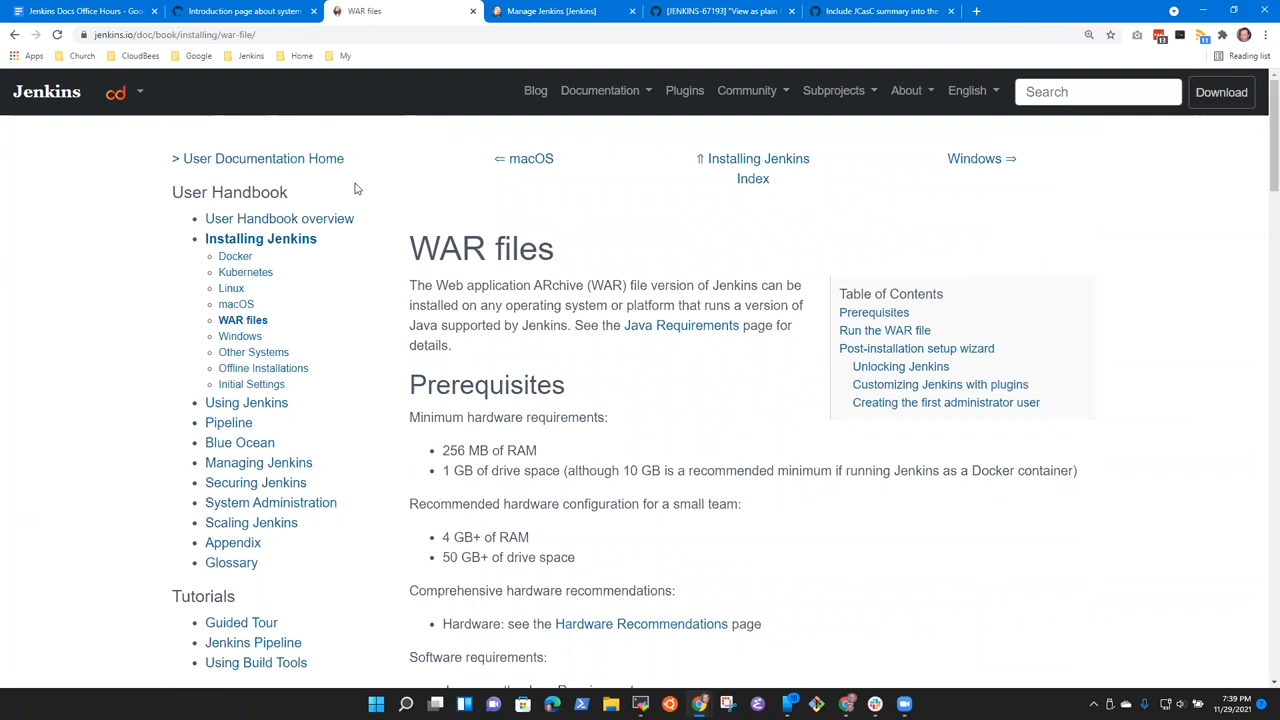 Jenkins Docs Office Hours - Goo
Introduction page about system
WAR files
Manage Jenkins [Jenkins]
[JENKINS-67193] "View as plain
Include JCasC summary into the
jenkins.io/doc/book/installing/war-file/
13
11
Apps
Church
CloudBees
Google
Jenkins
Home
My
Reading list
Jenkins
cd
Blog
Documentation
Plugins
Community
Subprojects
About
English
Search
Download
> User Documentation Home
⇐ macOS
⇑ Installing Jenkins
Index
Windows ⇒
User Handbook
• User Handbook overview
• Installing Jenkins
Docker
Kubernetes
Linux
macOS
WAR files
Windows
Other Systems
Offline Installations
Initial Settings
• Using Jenkins
• Pipeline
• Blue Ocean
• Managing Jenkins
• Securing Jenkins
• System Administration
• Scaling Jenkins
• Appendix
• Glossary
Tutorials
• Guided Tour
• Jenkins Pipeline
• Using Build Tools
WAR files
The Web application ARchive (WAR) file version of Jenkins can be
installed on any operating system or platform that runs a version of
Java supported by Jenkins. See the Java Requirements page for
details.
Table of Contents
Prerequisites
Run the WAR file
Post-installation setup wizard
Unlocking Jenkins
Customizing Jenkins with plugins
Creating the first administrator user
Prerequisites
Minimum hardware requirements:
• 256 MB of RAM
• 1 GB of drive space (although 10 GB is a recommended minimum if running Jenkins as a Docker container)
Recommended hardware configuration for a small team:
• 4 GB+ of RAM
• 50 GB+ of drive space
Comprehensive hardware recommendations:
• Hardware: see the Hardware Recommendations page
Software requirements:
7:39 PM
11/29/2021